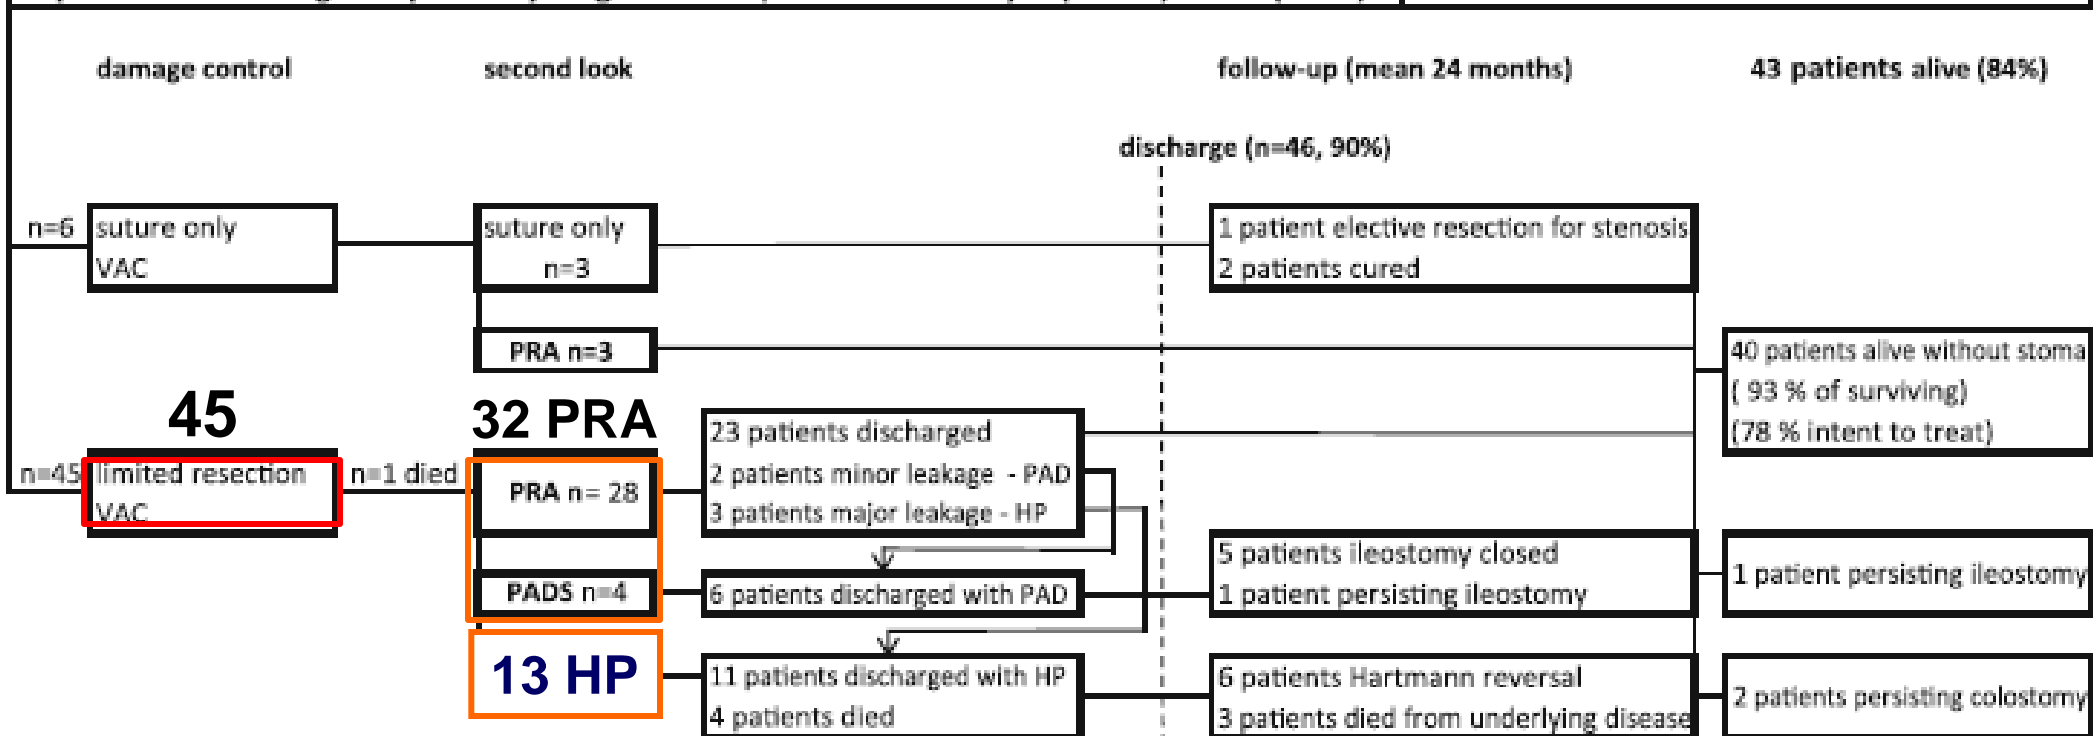 damage control
second look
follow-up (mean 24 months)
43 patients alive (84%)
discharge (n=46, 90%)
n=6
suture only
VAC
suture only
n=3
1 patient elective resection for stenosis
2 patients cured
PRA n=3
40 patients alive without stoma
( 93 % of surviving)
(78 % intent to treat)
45
32 PRA
n=45
limited resection
VAC
n=1 died
PRA n= 28
23 patients discharged
2 patients minor leakage - PAD
3 patients major leakage - HP
PADS n=4
6 patients discharged with PAD
5 patients ileostomy closed
1 patient persisting ileostomy
1 patient persisting ileostomy
13 HP
11 patients discharged with HP
4 patients died
6 patients Hartmann reversal
3 patients died from underlying disease
2 patients persisting colostomy